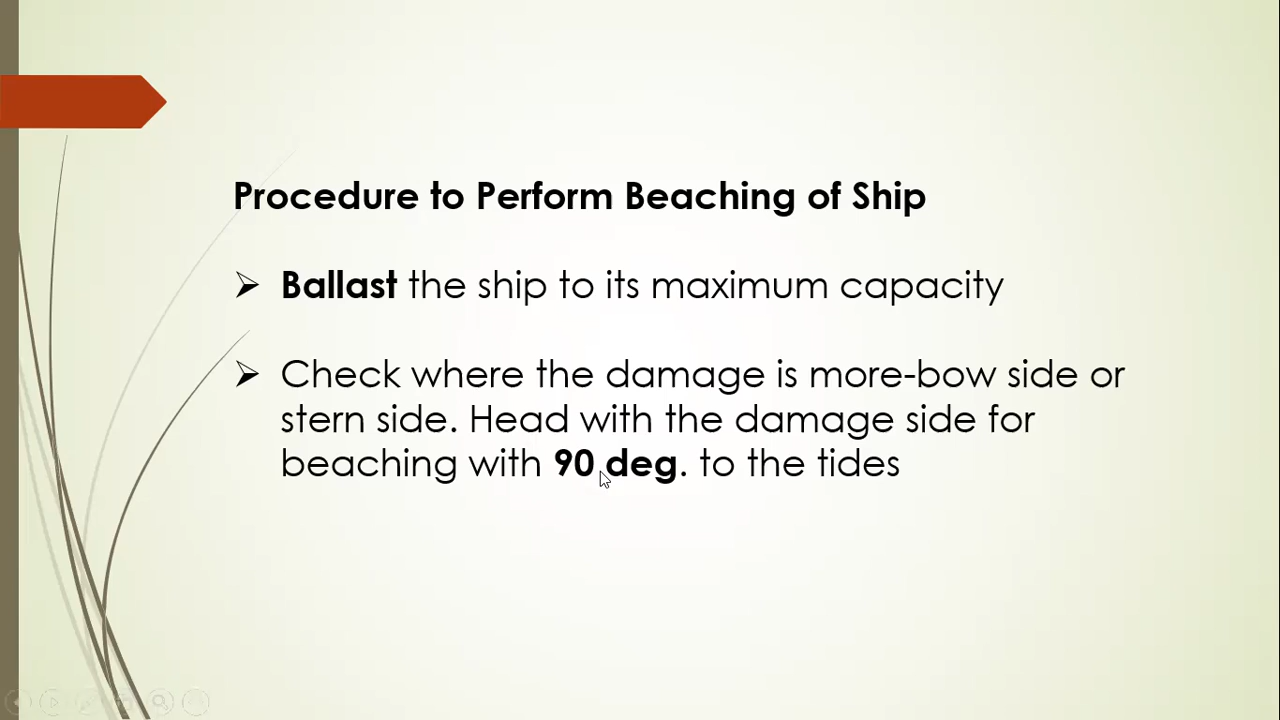 Procedure to Perform Beaching of Ship
Ballast the ship to its maximum capacity
Check where the damage is more-bow side or
stern side. Head with the damage side for
beaching with 90 deg. to the tides